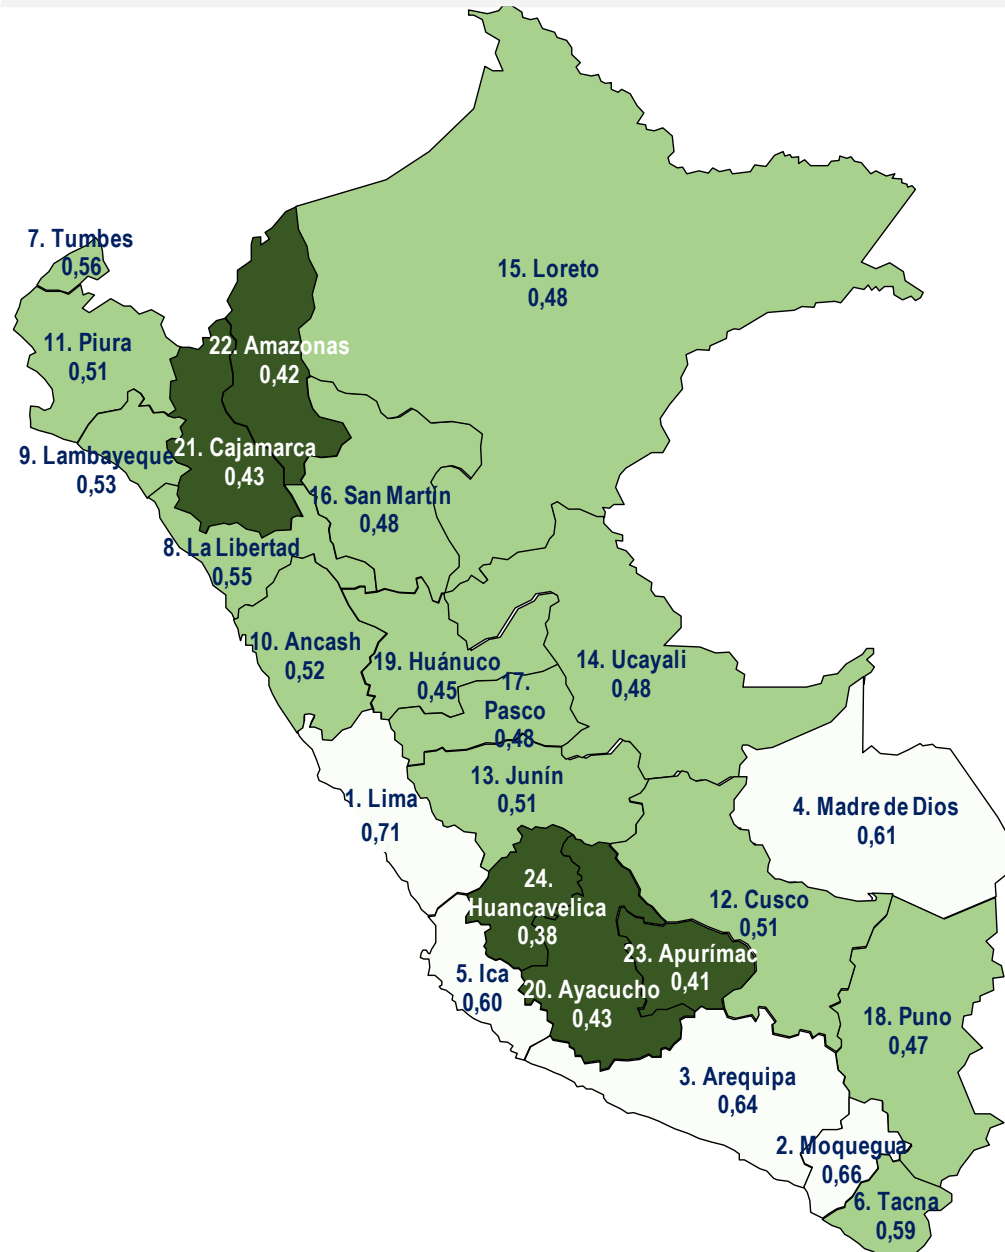 7. Tumbes
0,56
15. Loreto
0,48
11. Piura
0,51
22. Amazonas
0,42
9. Lambayeque
0,53
21. Cajamarca
0,43
16. San Martín
0,48
8. La Libertad
0,55
10. Ancash
0,52
19. Huánuco
0,45
17.
Pasco
0,48
14. Ucayali
0,48
13. Junín
0,51
1. Lima
0,71
4. Madre de Dios
0,61
24.
Huancavelica
0,38
12. Cusco
0,51
23. Apurímac
0,41
5. Ica
0,60
20. Ayacucho
0,43
18. Puno
0,47
3. Arequipa
0,64
2. Moquegua
0,66
6. Tacna
0,59